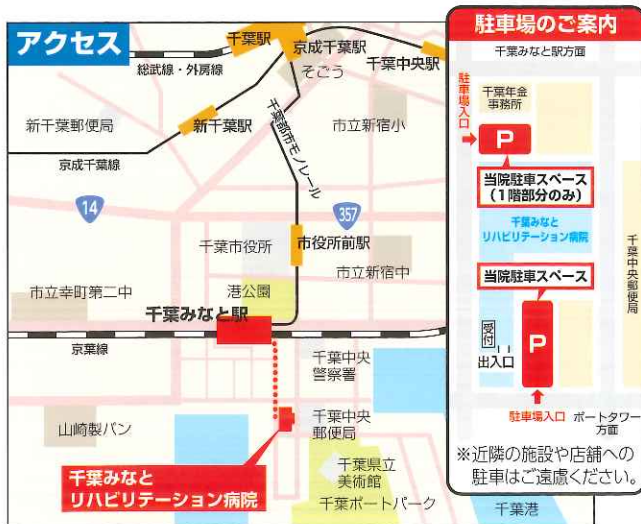 アクセス
千葉駅
総武線・外房線
京成千葉駅
そごう
千葉中央駅
新千葉郵便局
新千葉駅
京成千葉線
千葉都市モノレール
市立新宿小
14
357
千葉市役所
市役所前駅
市立新宿中
市立幸町第二中
港公園
千葉みなと駅
京葉線
千葉中央
警察署
山崎製パン
千葉中央
郵便局
千葉みなと
リハビリテーション病院
千葉県立
美術館
千葉ポートパーク
千葉港
駐車場のご案内
千葉みなと駅方面
駐車場入口
千葉年金
事務所
P
当院駐車スペース
(1階部分のみ)
千葉みなと
リハビリテーション病院
千葉中央郵便局
当院駐車スペース
受付
出入口
P
駐車場入口
ポートタワー
方面
※近隣の施設や店舗への
駐車はご遠慮ください。